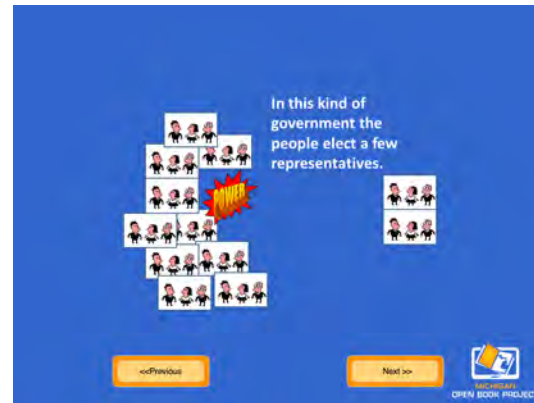 In this kind of
government the
people elect a few
representatives.
POWER
<<Previous
Next >>
MICHIGAN
OPEN BOOK PROJECT